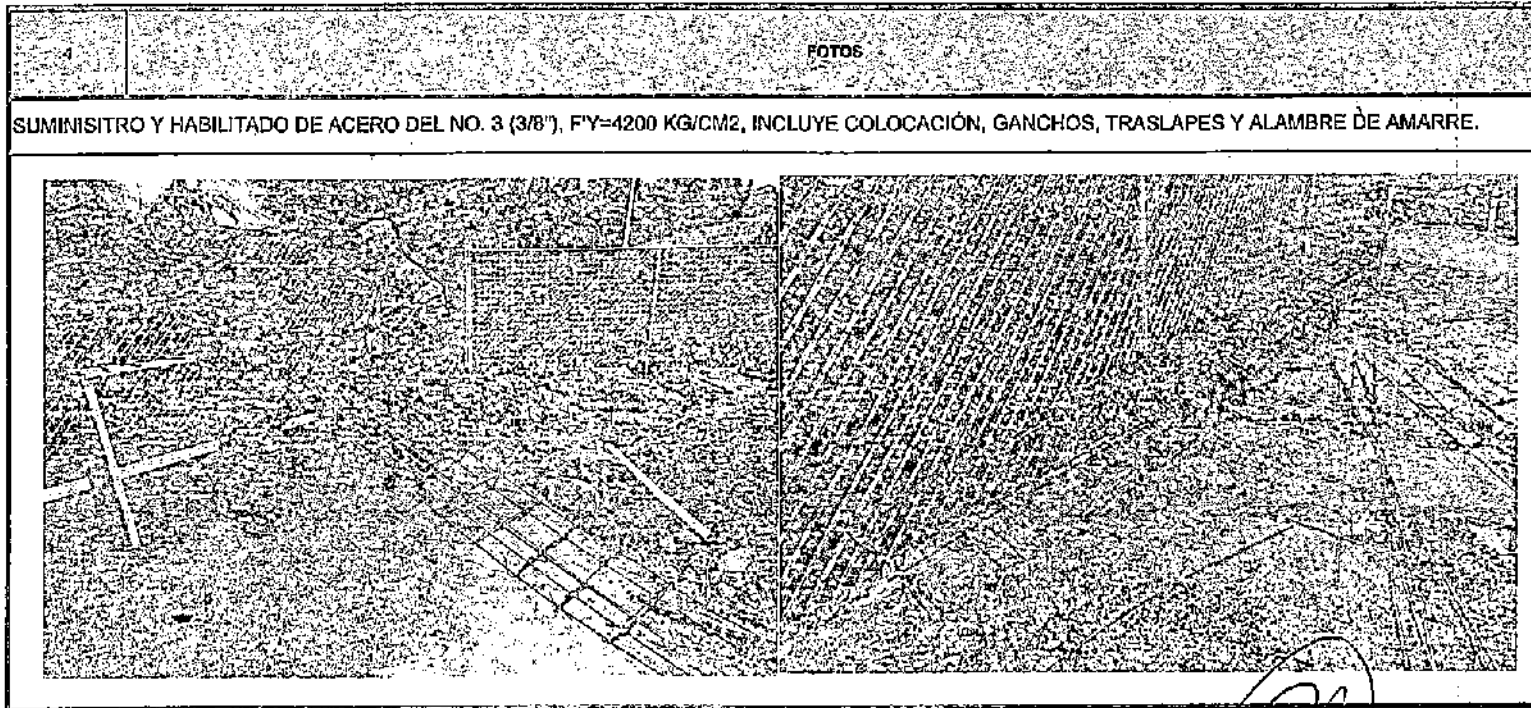 4
FOTOS
SUMINISITRO Y HABILITADO DE ACERO DEL NO. 3 (3/8"), F'Y=4200 KG/CM2, INCLUYE COLOCACIÓN, GANCHOS, TRASLAPES Y ALAMBRE DE AMARRE.